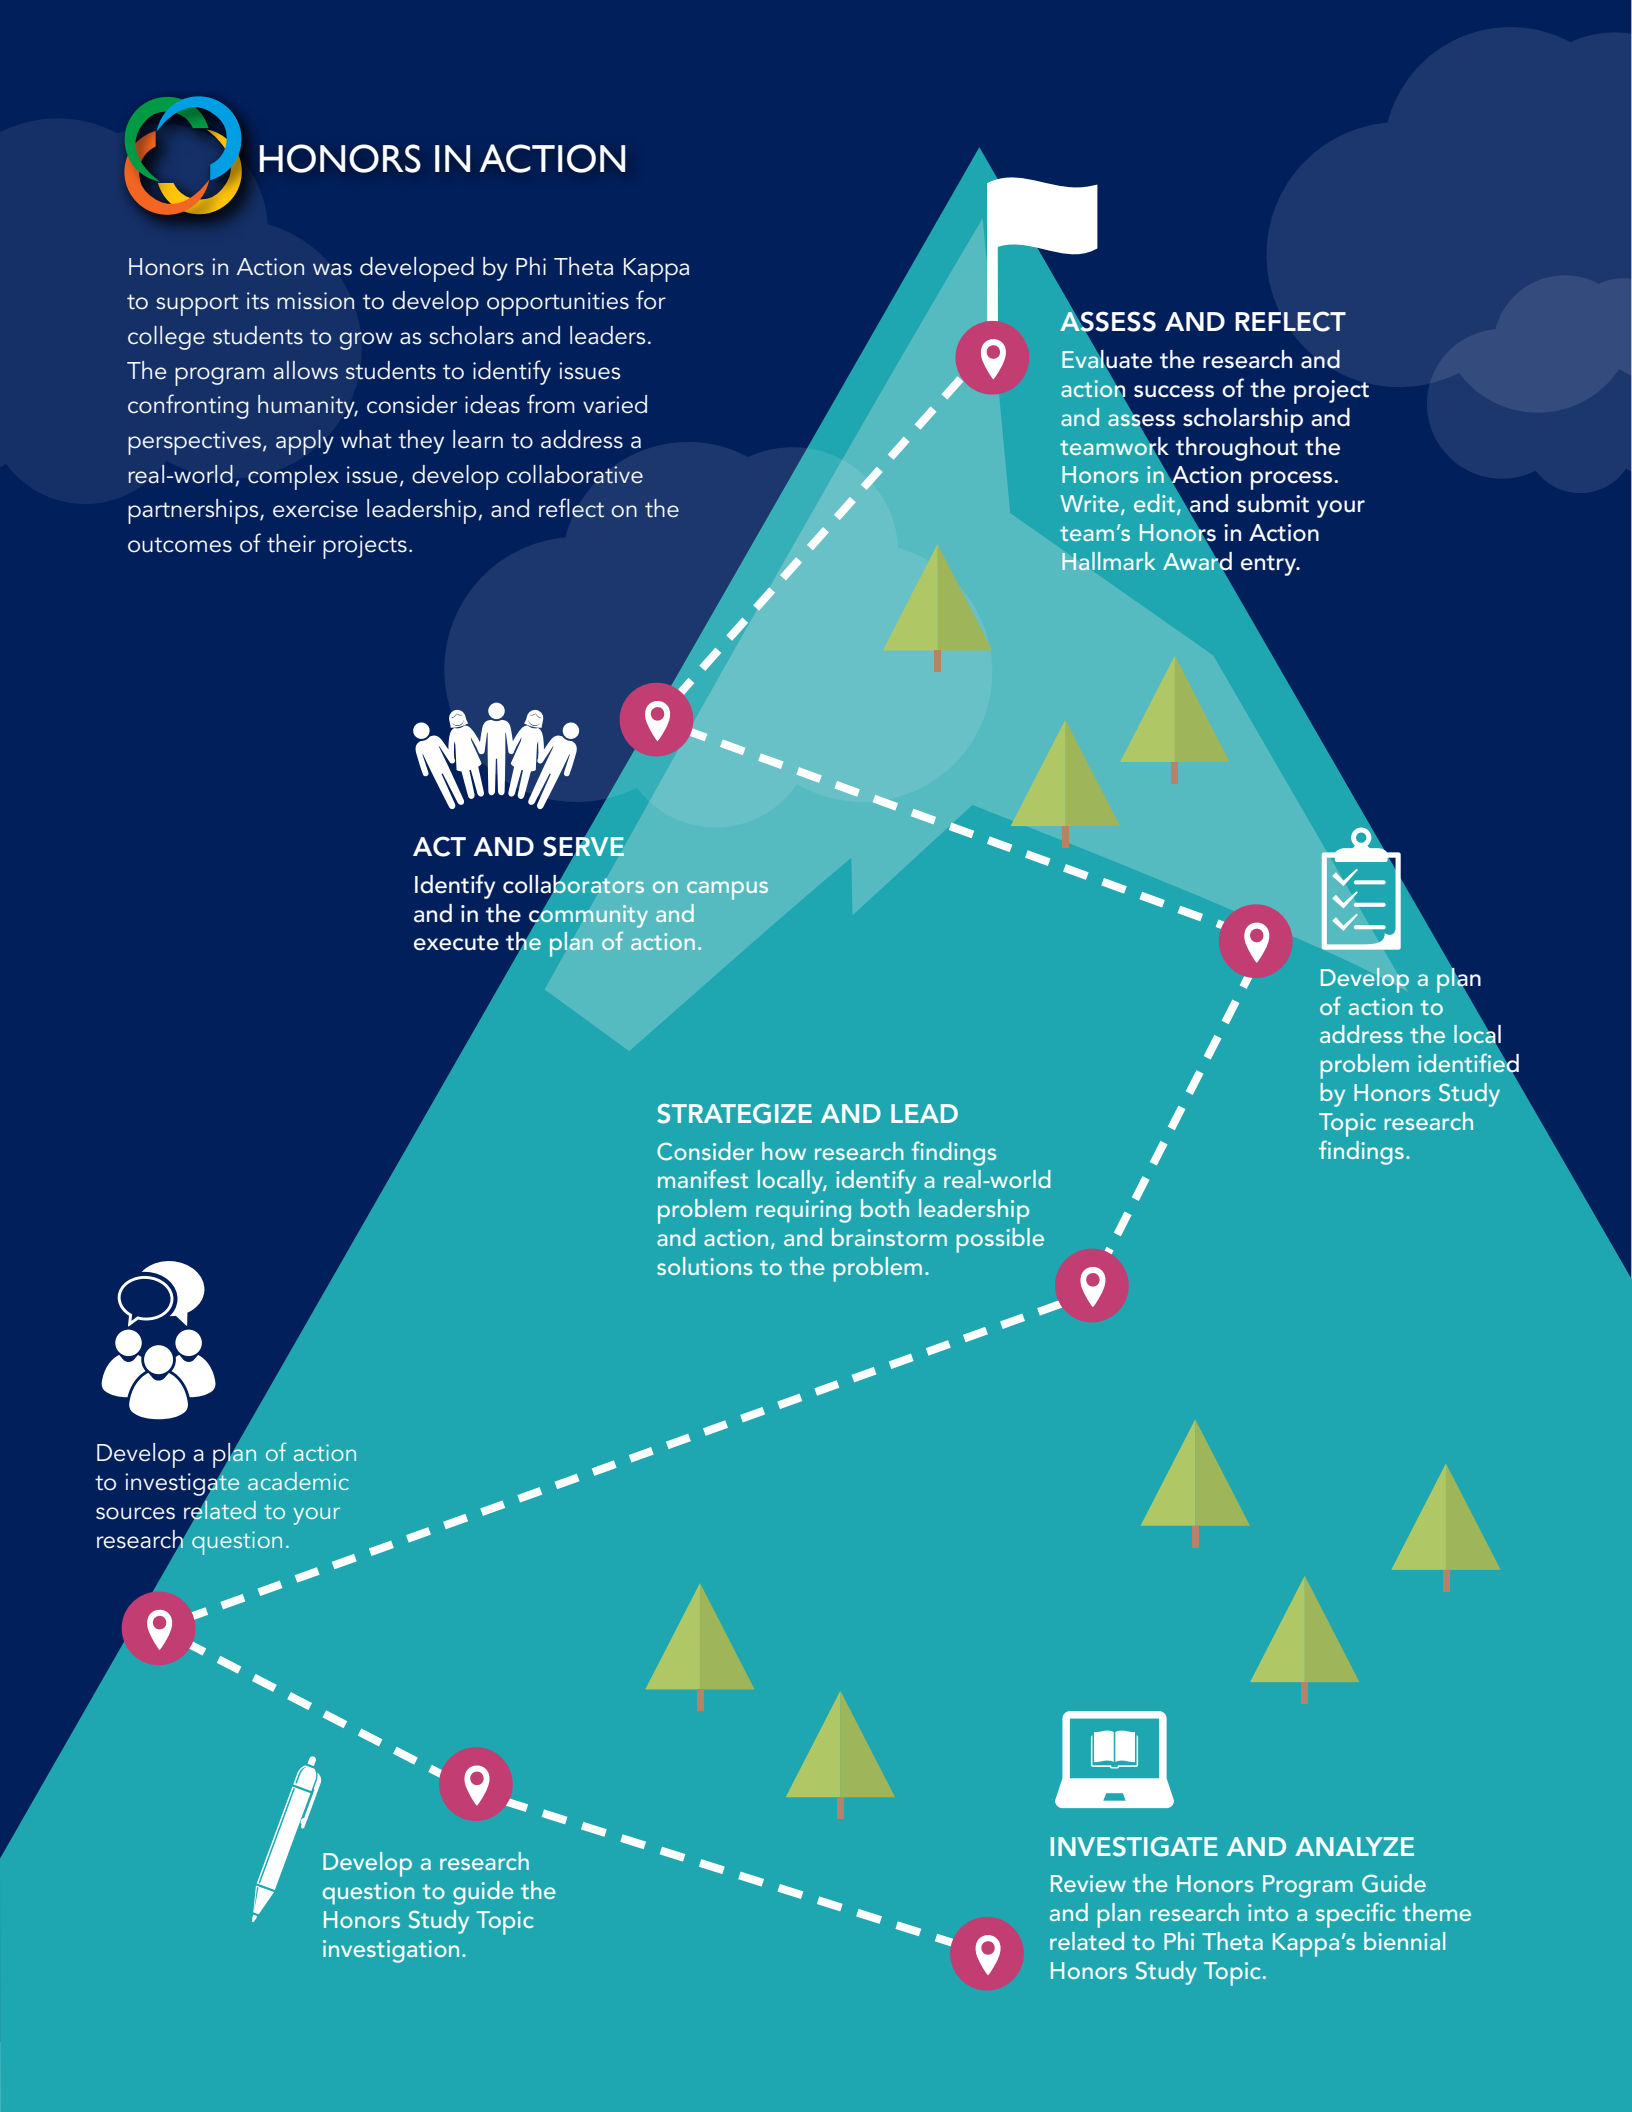 HONORS IN ACTION
Honors in Action was developed by Phi Theta Kappa
to support its mission to develop opportunities for
college students to grow as scholars and leaders.
The program allows students to identify issues
confronting humanity, consider ideas from varied
perspectives, apply what they learn to address a
real-world, complex issue, develop collaborative
partnerships, exercise leadership, and reflect on the
outcomes of their projects.
ASSESS AND REFLECT
Evaluate the research and
action success of the project
and assess scholarship and
teamwork throughout the
Honors in Action process.
Write, edit, and submit your
team’s Honors in Action
Hallmark Award entry.
ACT AND SERVE
Identify collaborators on campus
and in the community and
execute the plan of action.
Develop a plan
of action to
address the local
problem identified
by Honors Study
Topic research
findings.
STRATEGIZE AND LEAD
Consider how research findings
manifest locally, identify a real-world
problem requiring both leadership
and action, and brainstorm possible
solutions to the problem.
Develop a plan of action
to investigate academic
sources related to your
research question.
Develop a research
question to guide the
Honors Study Topic
investigation.
INVESTIGATE AND ANALYZE
Review the Honors Program Guide
and plan research into a specific theme
related to Phi Theta Kappa’s biennial
Honors Study Topic.